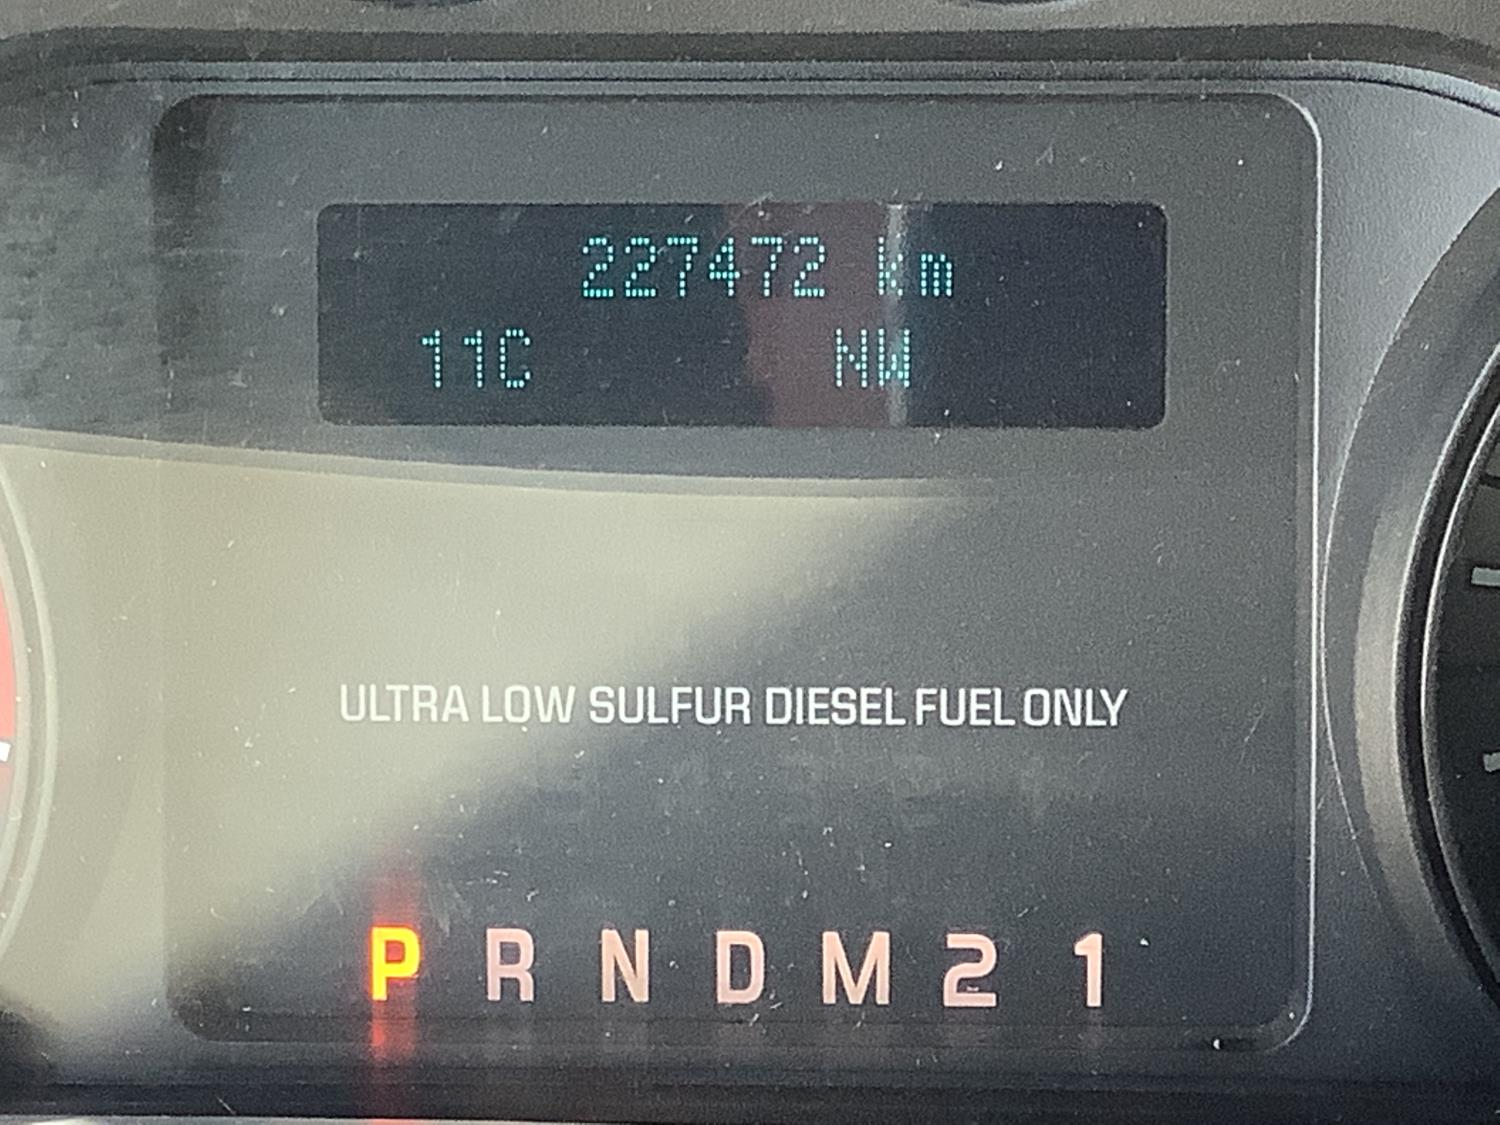 227472 km
11C NW
ULTRA LOW SULFUR DIESEL FUEL ONLY
P R N D M 2 1